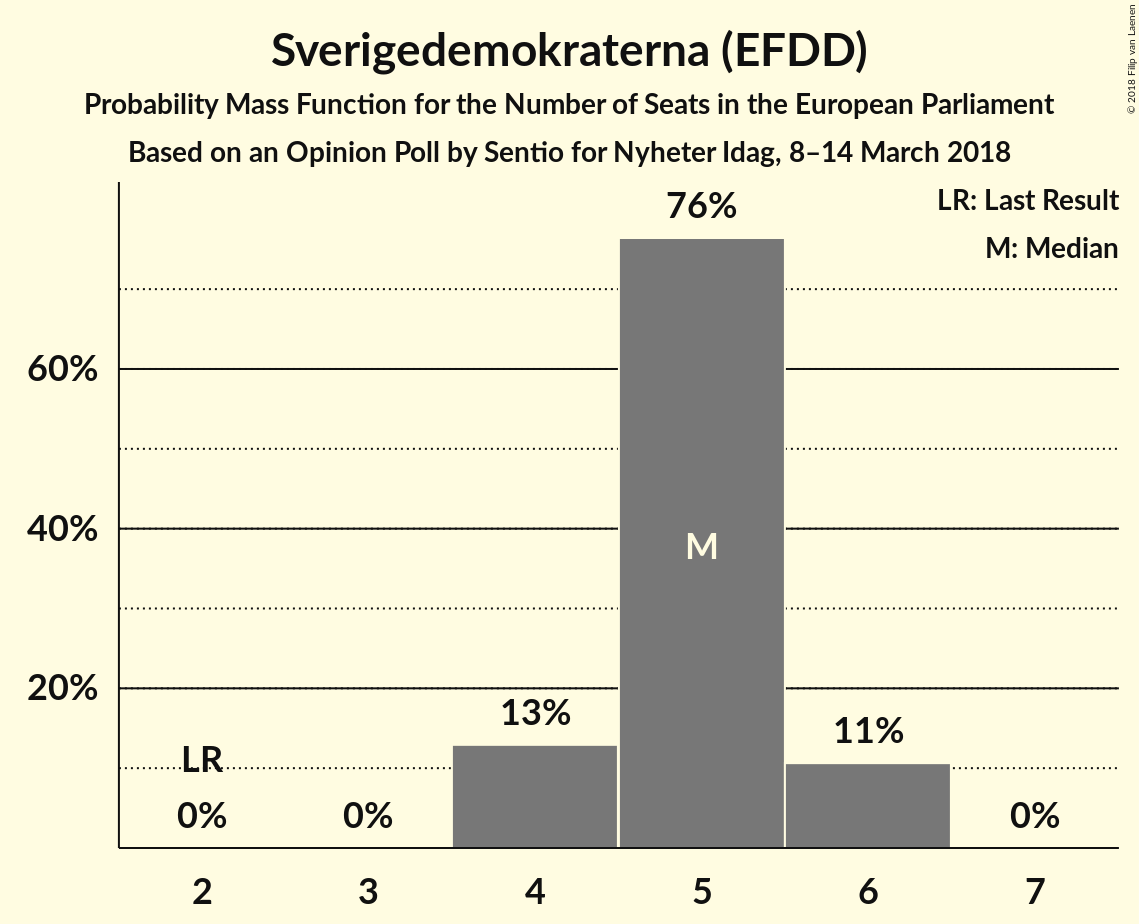 Sverigedemokraterna (EFDD)
Probability Mass Function for the Number of Seats in the European Parliament
Based on an Opinion Poll by Sentio for Nyheter Idag, 8–14 March 2018
© 2018 Filip van Laenen
LR: Last Result
M: Median
76%
60%
40%
M
20%
13%
11%
LR
0%
0%
0%
2
3
4
5
6
7